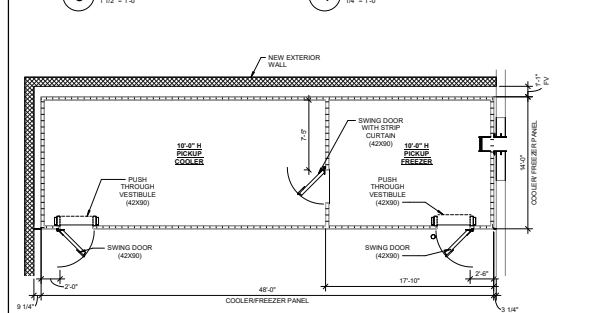 1 1/2" = 1'-0"
1/4" = 1'-0"
NEW EXTERIOR
WALL
1'-1"
FV
SWING DOOR
WITH STRIP
CURTAIN
(42X90)
7'-5"
10'-0" H
PICKUP
COOLER
10'-0" H
PICKUP
FREEZER
14'-0"
COOLER/FREEZER PANEL
PUSH
THROUGH
VESTIBULE
(42X90)
PUSH
THROUGH
VESTIBULE
(42X90)
SWING DOOR
(42X90)
SWING DOOR
(42X90)
2'-0"
2'-6"
17'-10"
48'-0"
COOLER/FREEZER PANEL
9 1/4"
3 1/4"